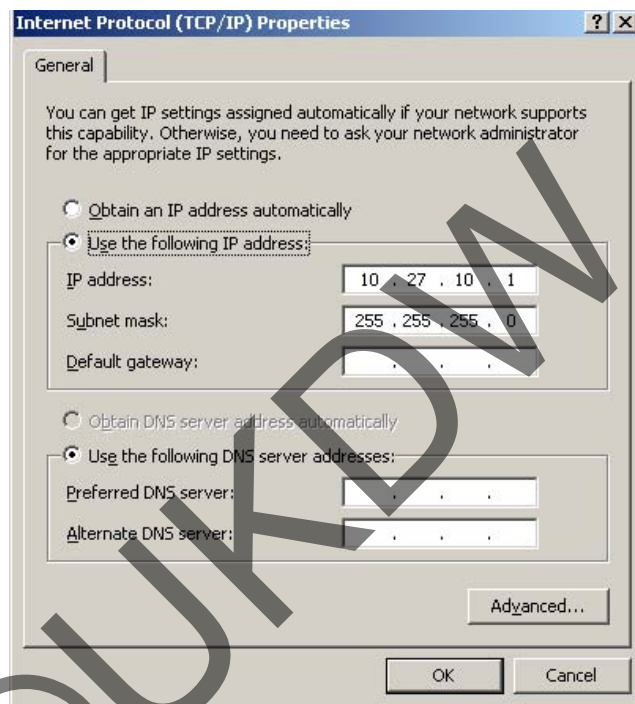 Internet Protocol (TCP/IP) Properties
General
You can get IP settings assigned automatically if your network supports
this capability. Otherwise, you need to ask your network administrator
for the appropriate IP settings.
Obtain an IP address automatically
Use the following IP address:
IP address: 10 . 27 . 10 . 1
Subnet mask: 255 . 255 . 255 . 0
Default gateway: . . .
Obtain DNS server address automatically
Use the following DNS server addresses:
Preferred DNS server: . . .
Alternate DNS server: . . .
Advanced...
OK Cancel
UKDW